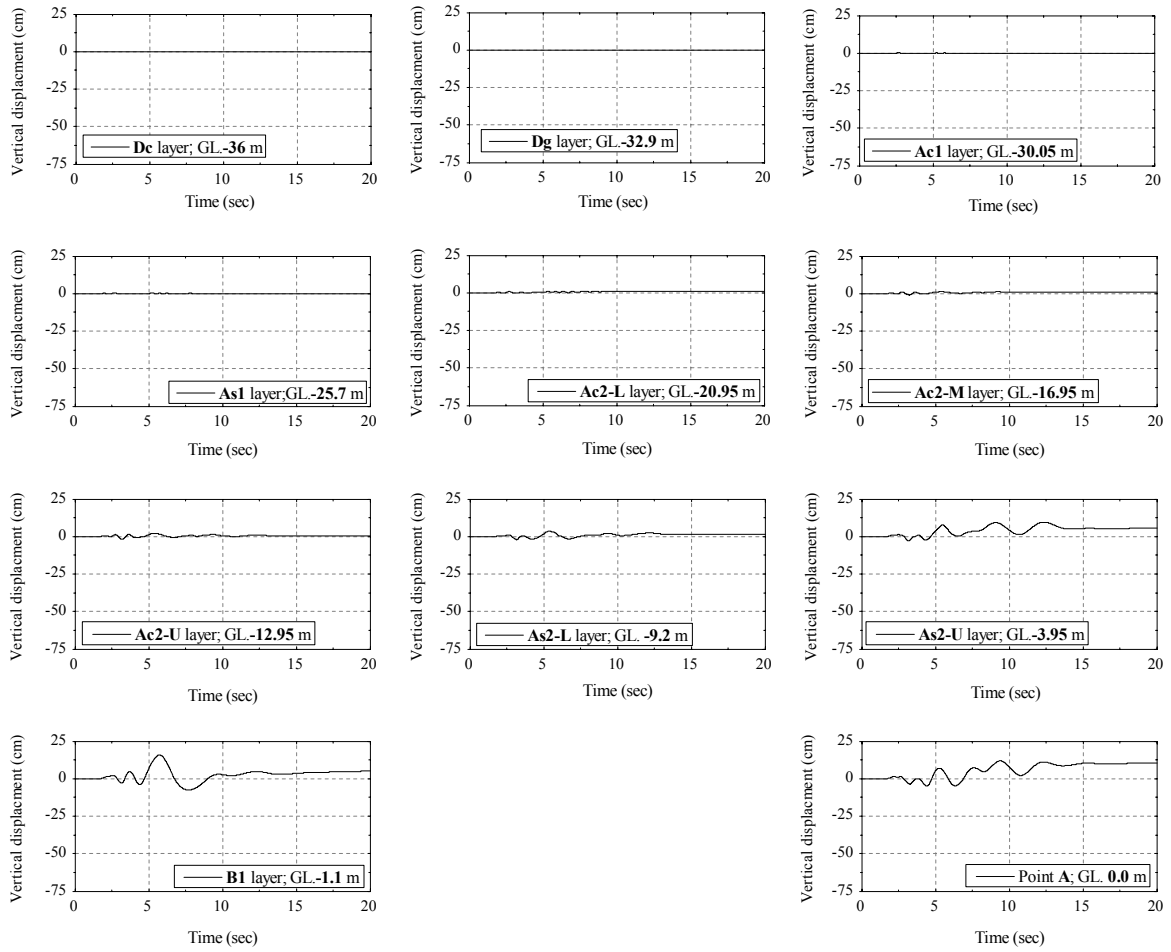 Vertical displacment (cm)
25
0
-25
-50
-75
Dc layer; GL.-36 m
0 5 10 15 20
Time (sec)
Vertical displacment (cm)
25
0
-25
-50
-75
Dg layer; GL.-32.9 m
0 5 10 15 20
Time (sec)
Vertical displacment (cm)
25
0
-25
-50
-75
Ac1 layer; GL.-30.05 m
0 5 10 15 20
Time (sec)
Vertical displacment (cm)
25
0
-25
-50
-75
As1 layer;GL.-25.7 m
0 5 10 15 20
Time (sec)
Vertical displacment (cm)
25
0
-25
-50
-75
Ac2-L layer; GL.-20.95 m
0 5 10 15 20
Time (sec)
Vertical displacment (cm)
25
0
-25
-50
-75
Ac2-M layer; GL.-16.95 m
0 5 10 15 20
Time (sec)
Vertical displacment (cm)
25
0
-25
-50
-75
Ac2-U layer; GL.-12.95 m
0 5 10 15 20
Time (sec)
Vertical displacment (cm)
25
0
-25
-50
-75
As2-L layer; GL. -9.2 m
0 5 10 15 20
Time (sec)
Vertical displacment (cm)
25
0
-25
-50
-75
As2-U layer; GL.-3.95 m
0 5 10 15 20
Time (sec)
Vertical displacment (cm)
25
0
-25
-50
-75
B1 layer; GL.-1.1 m
0 5 10 15 20
Time (sec)
Vertical displacment (cm)
25
0
-25
-50
-75
Point A; GL. 0.0 m
0 5 10 15 20
Time (sec)